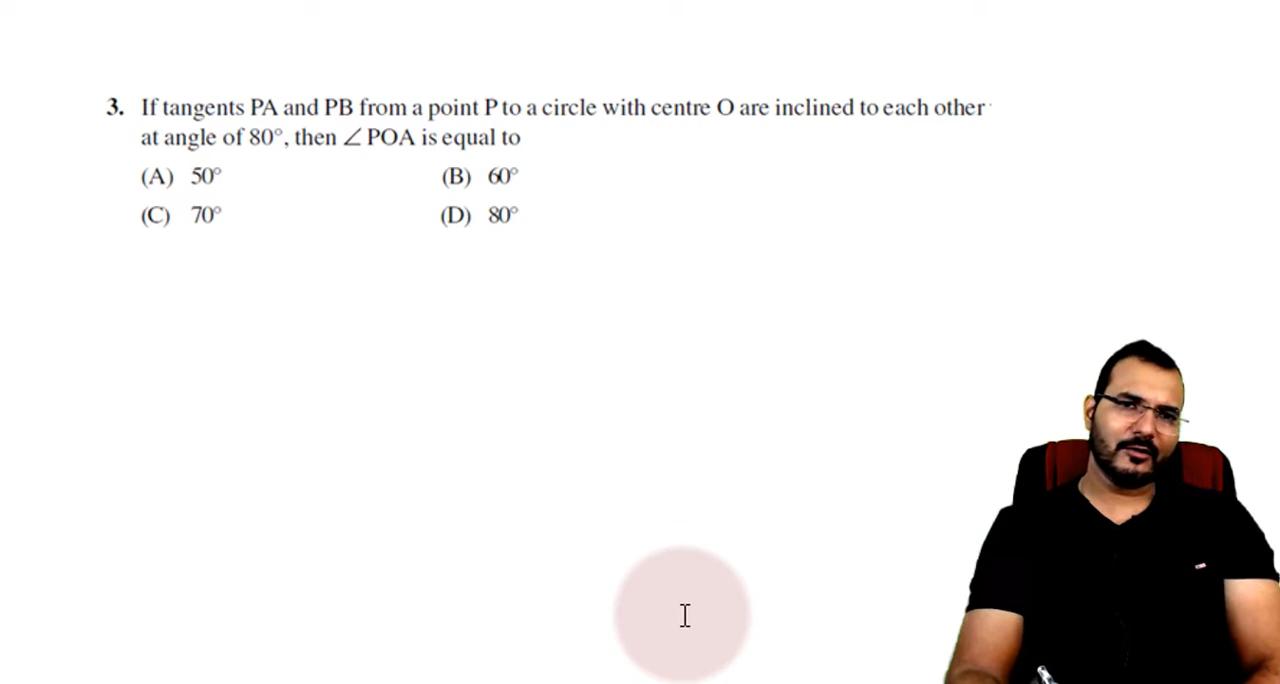 3. If tangents PA and PB from a point P to a circle with centre O are inclined to each other
at angle of 80°, then ∠POA is equal to
(A) 50° (B) 60°
(C) 70° (D) 80°